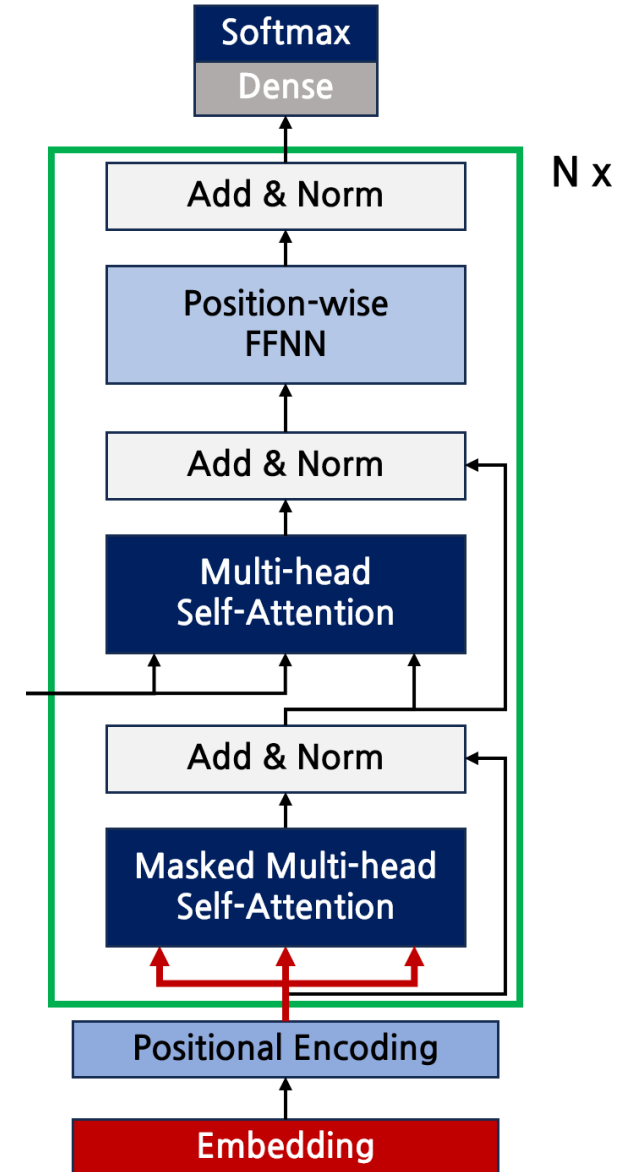 Softmax
Dense
N x
Add & Norm
Position-wise
FFNN
Add & Norm
Multi-head
Self-Attention
Add & Norm
Masked Multi-head
Self-Attention
Positional Encoding
Embedding